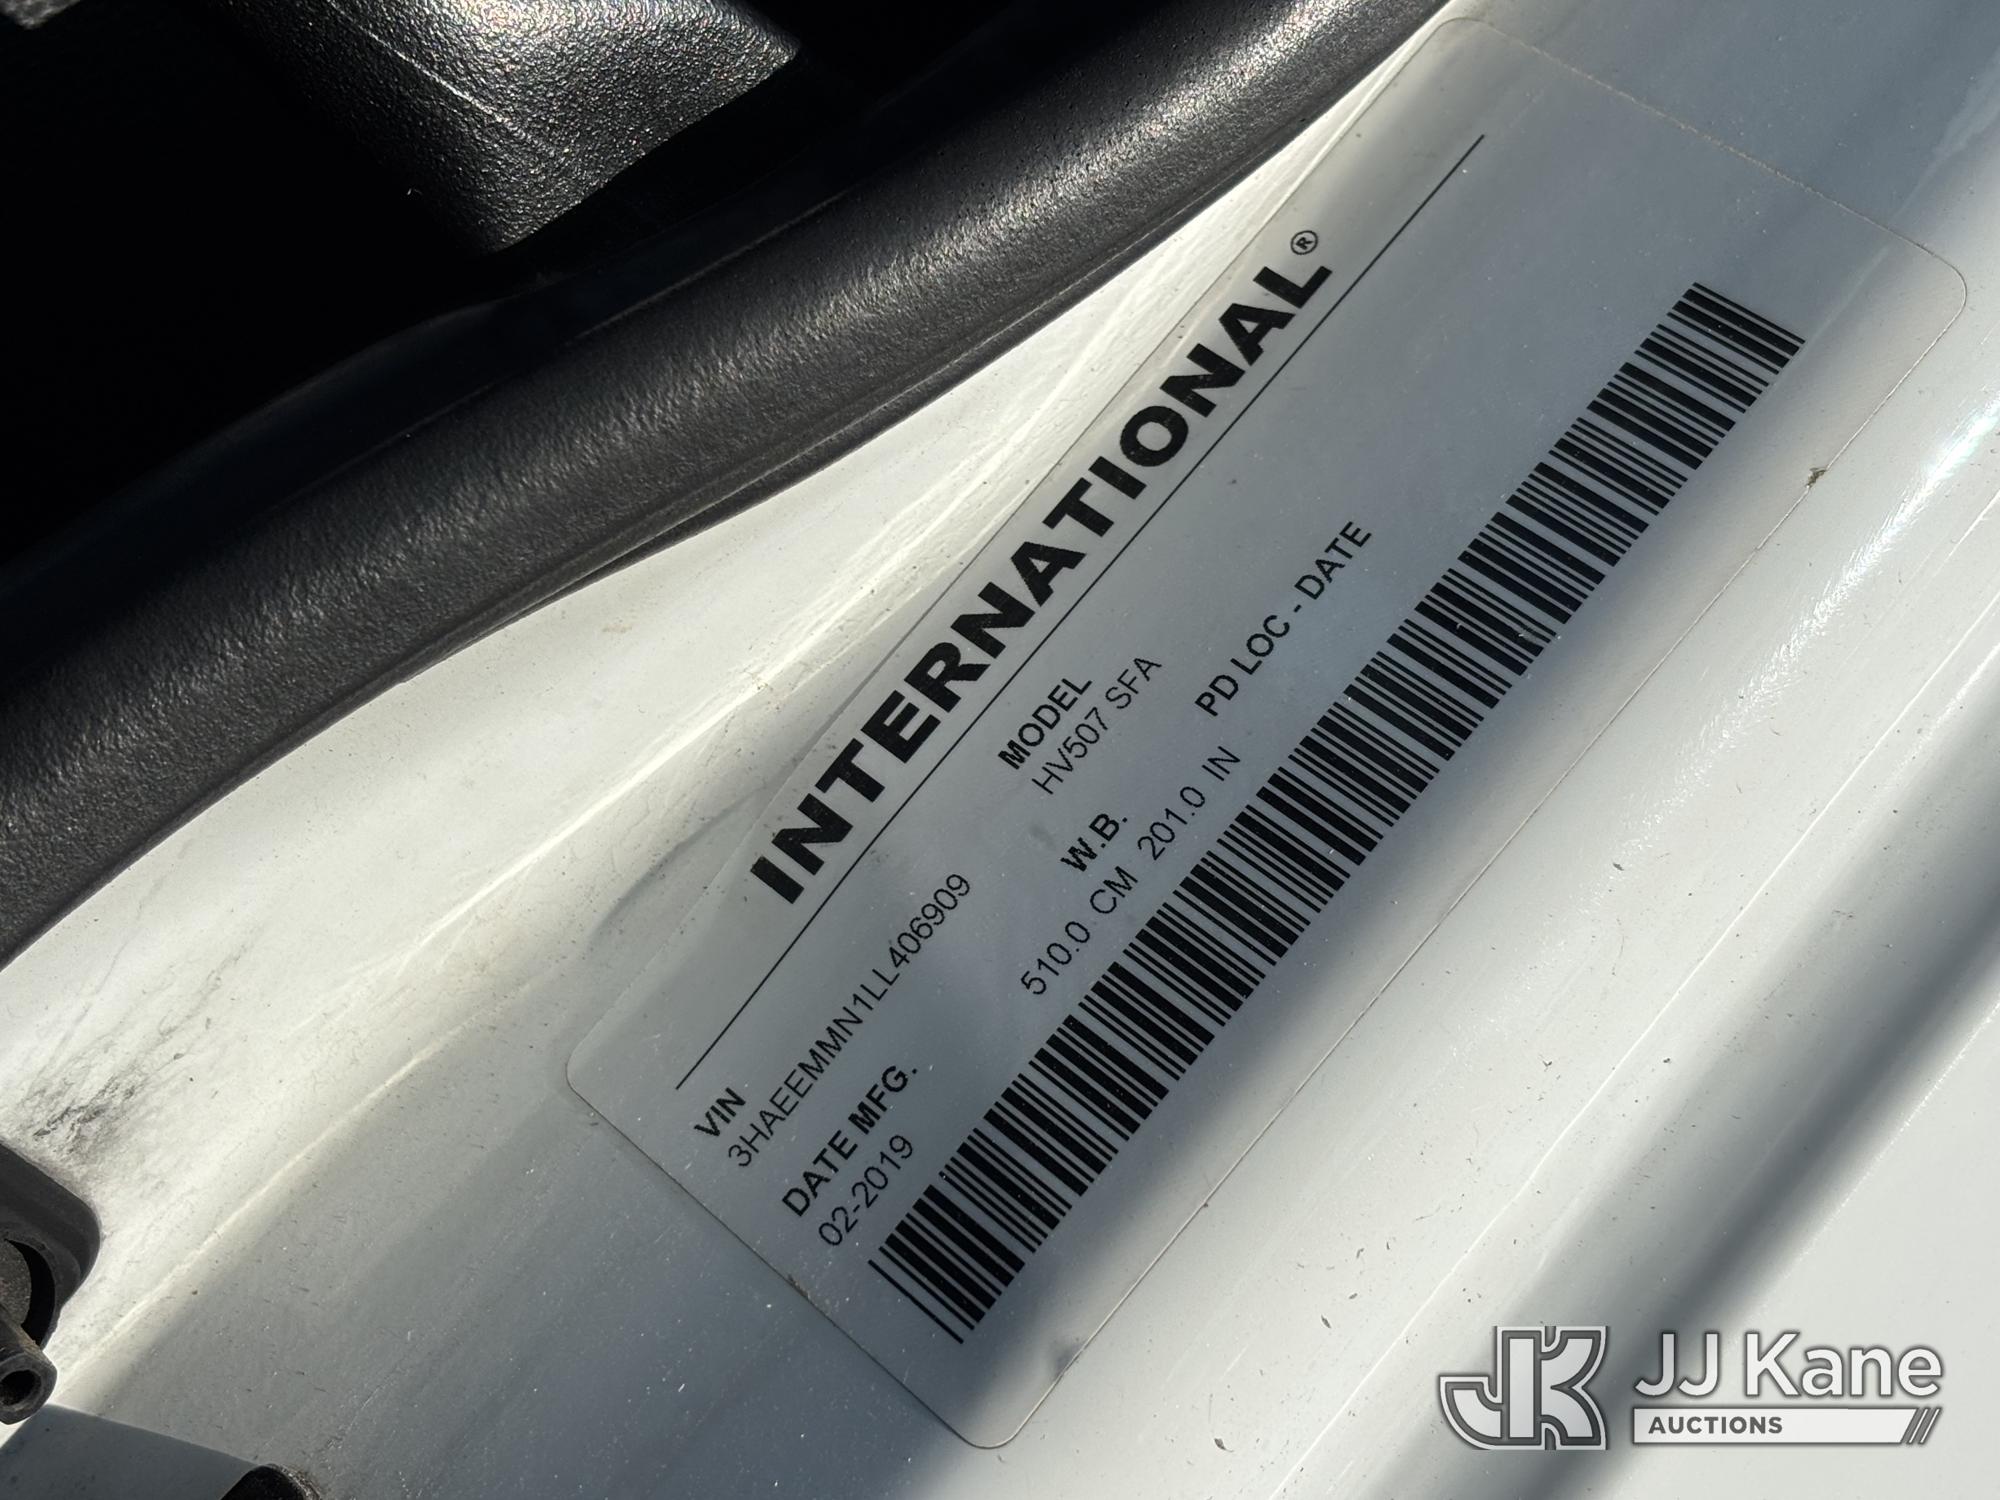 INTERNATIONAL®
VIN
3HAEEMMN1LL406909
MODEL
HV507 SFA
DATE MFG.
02-2019
W.B.
510.0 CM 201.0 IN
PD LOC - DATE
JK JJ Kane
AUCTIONS